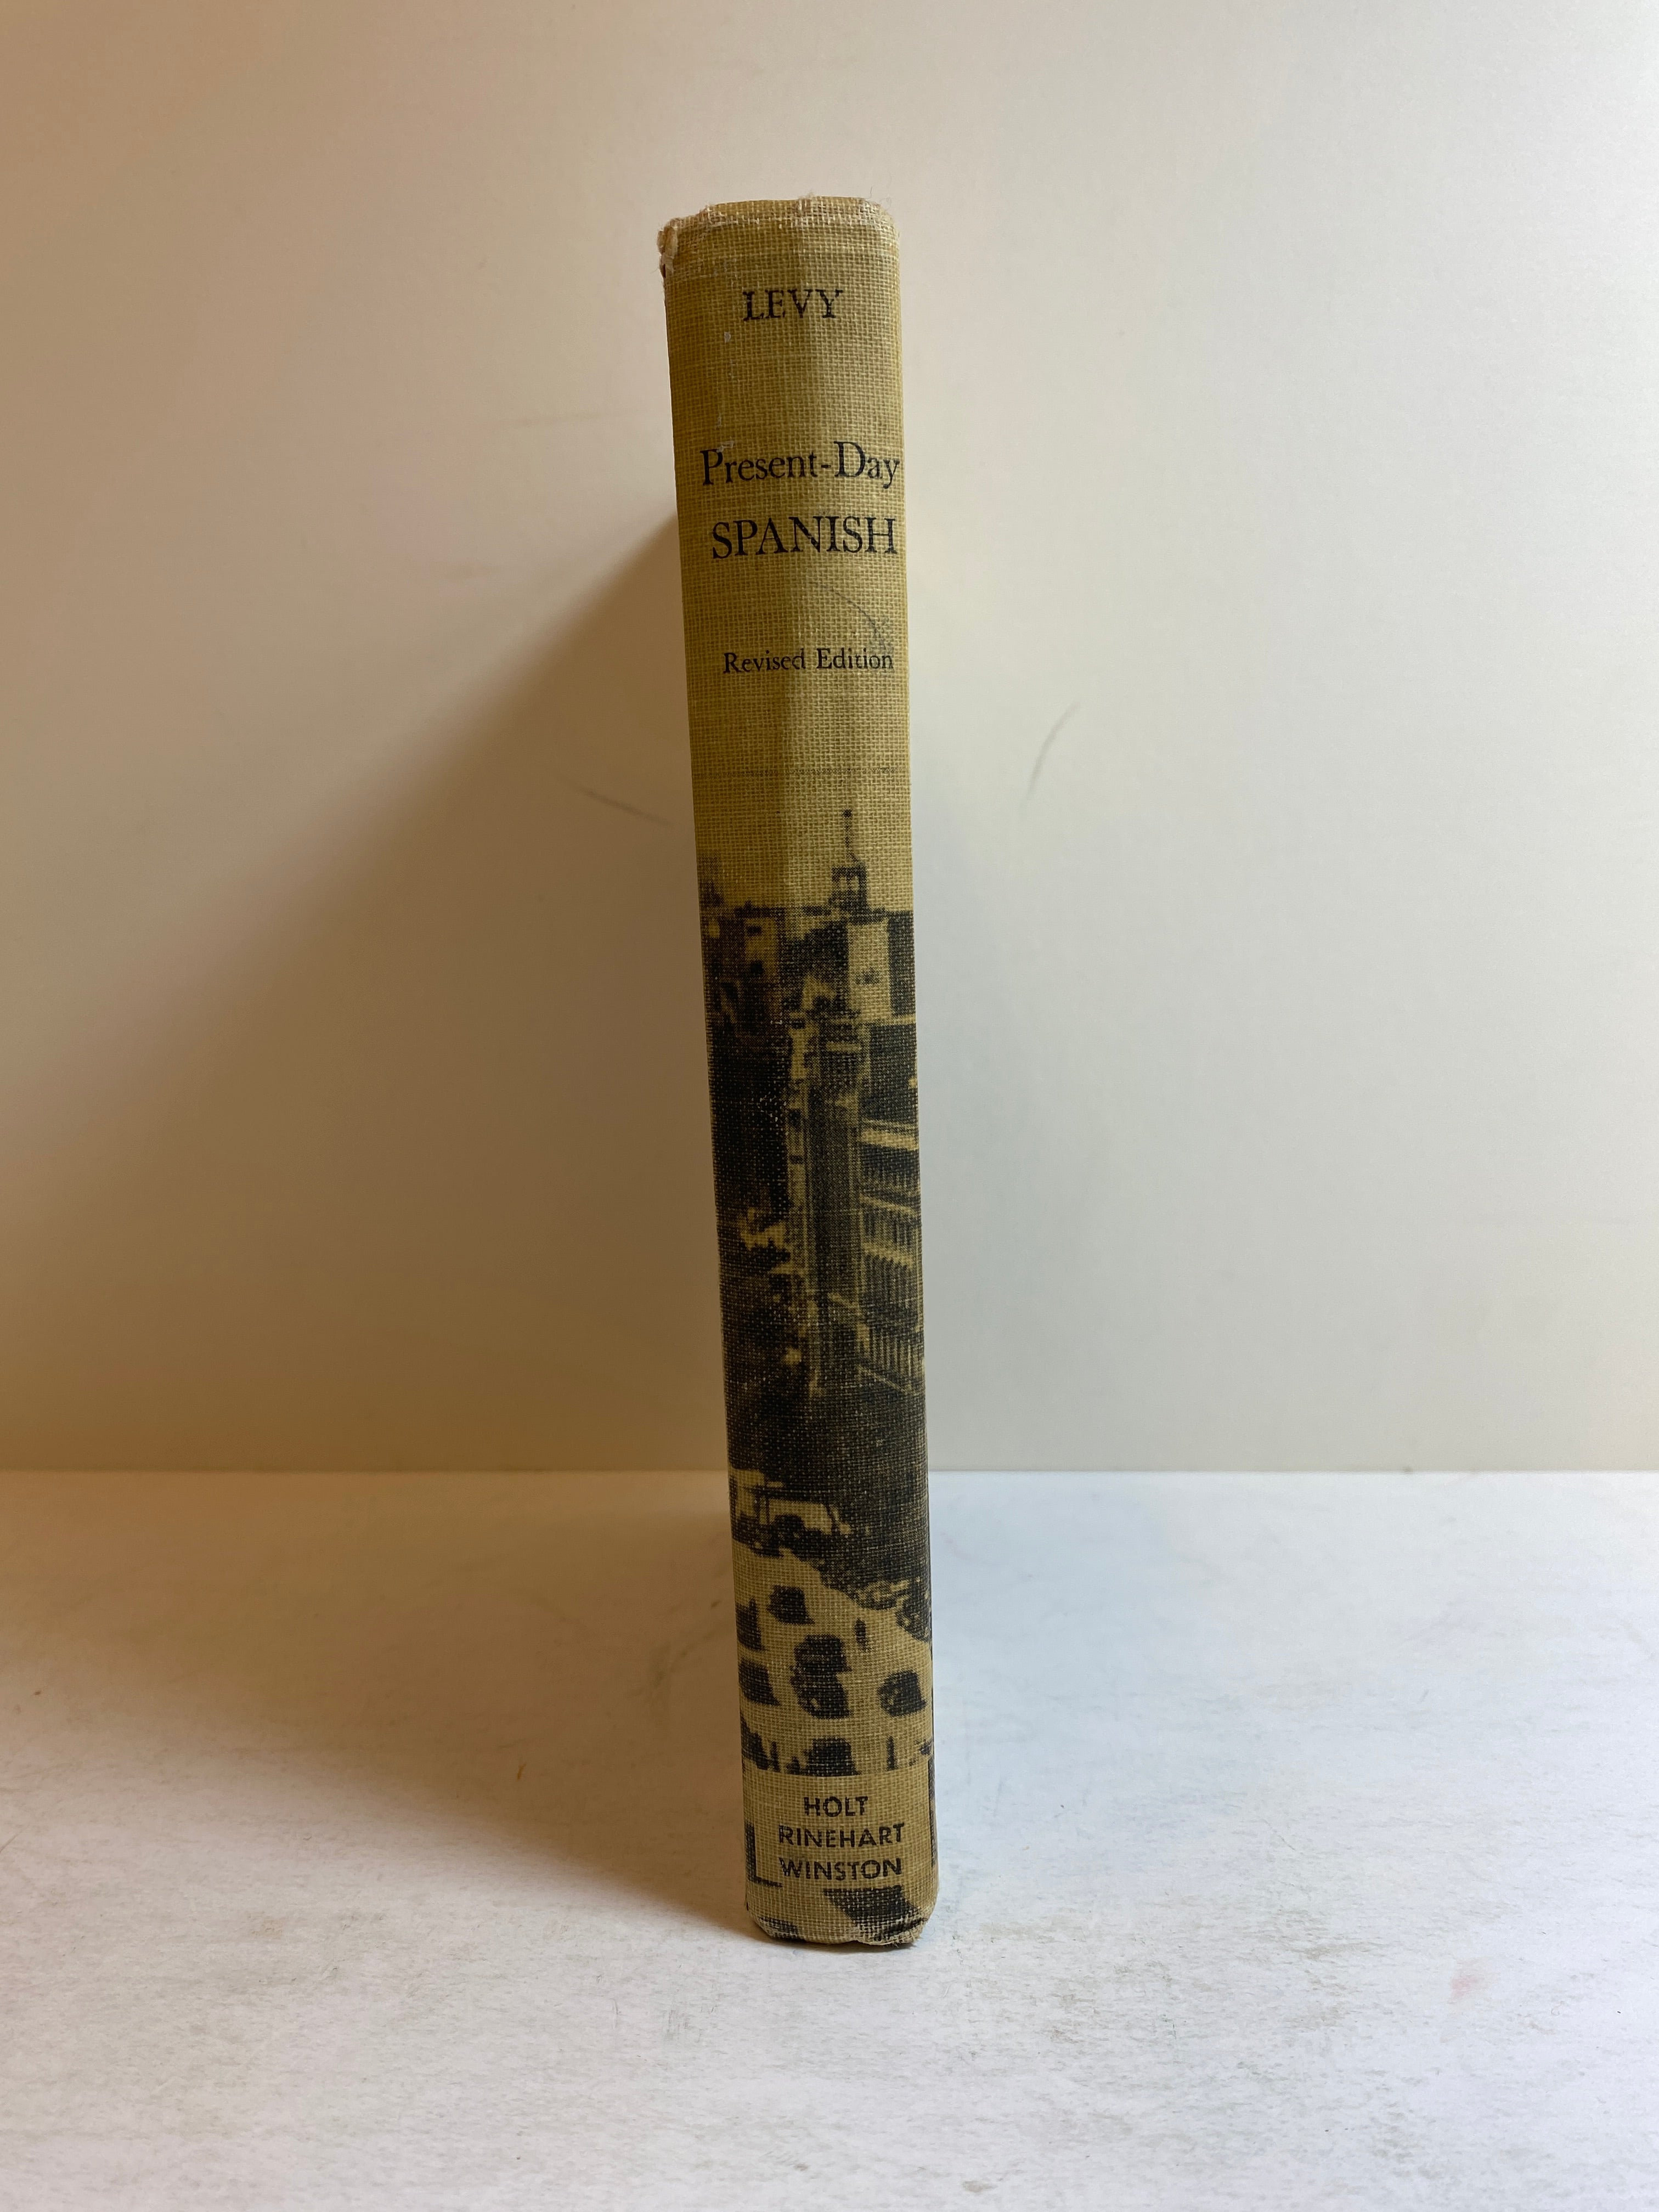 LEVY
Present-Day
SPANISH
Revised Edition
HOLT
RINEHART
WINSTON